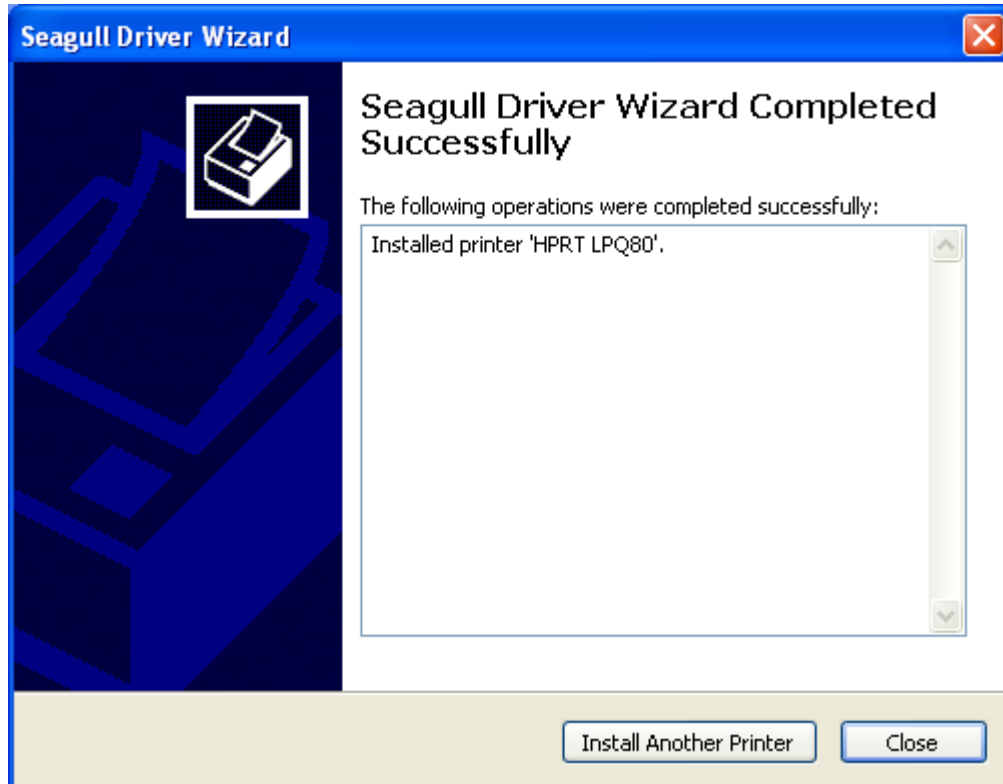 Seagull Driver Wizard
Seagull Driver Wizard Completed
Successfully
The following operations were completed successfully:
Installed printer 'HPRT LPQ80'.
Install Another Printer
Close